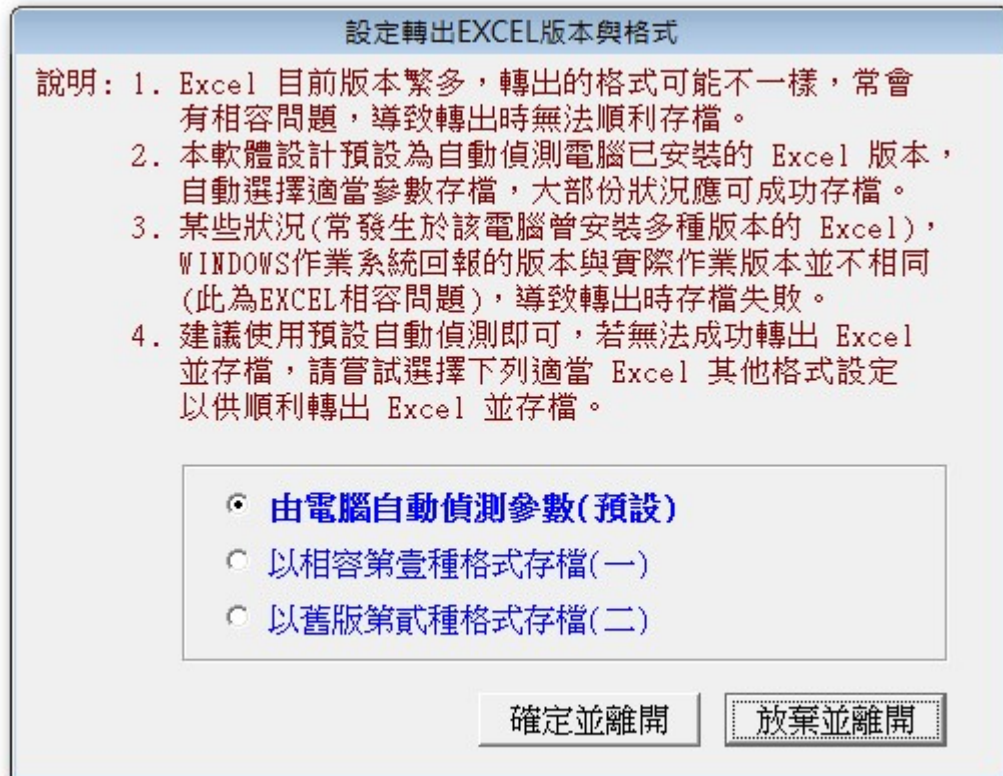 設定轉出EXCEL版本與格式
說明: 1. Excel 目前版本繁多，轉出的格式可能不一樣，常會
有相容問題，導致轉出時無法順利存檔。
2. 本軟體設計預設為自動偵測電腦已安裝的 Excel 版本，
自動選擇適當參數存檔，大部份狀況應可成功存檔。
3. 某些狀況(常發生於該電腦曾安裝多種版本的 Excel)，
WINDOWS作業系統回報的版本與實際作業版本並不相同
(此為EXCEL相容問題)，導致轉出時存檔失敗。
4. 建議使用預設自動偵測即可，若無法成功轉出 Excel
並存檔，請嘗試選擇下列適當 Excel 其他格式設定
以供順利轉出 Excel 並存檔。
由電腦自動偵測參數(預設)
以相容第壹種格式存檔(一)
以舊版第貳種格式存檔(二)
確定並離開
放棄並離開